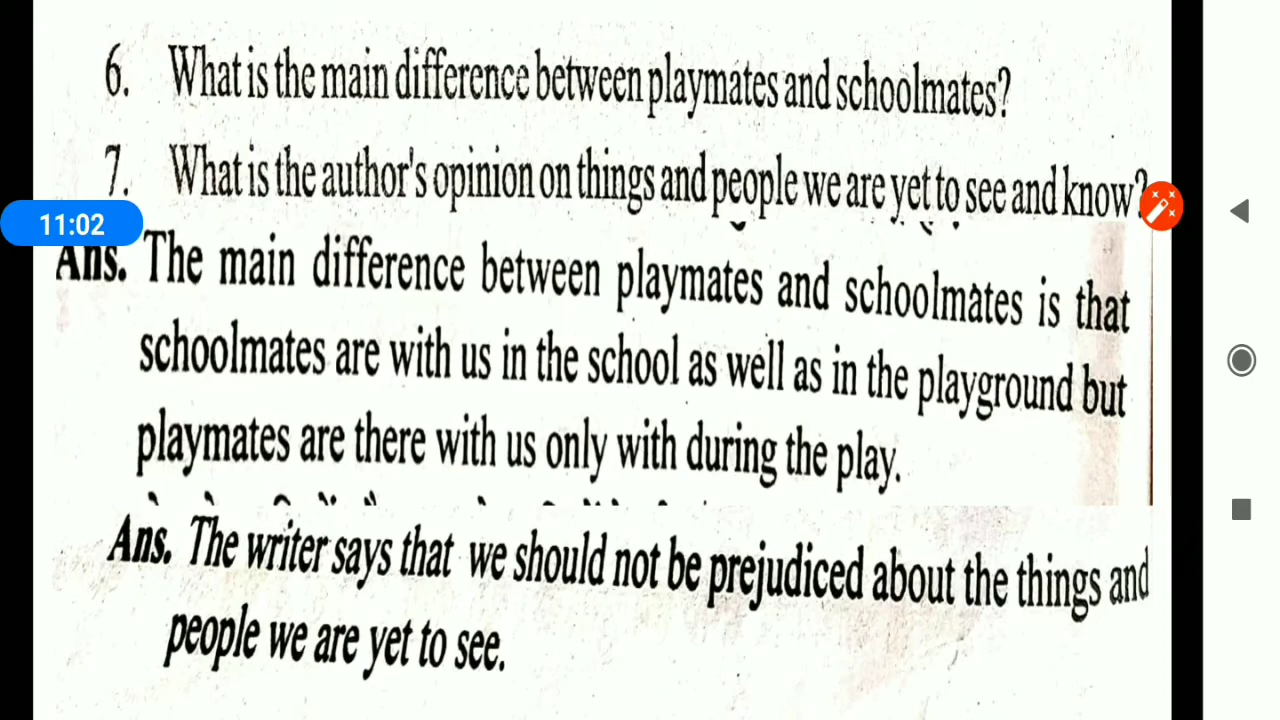 6. What is the main difference between playmates and schoolmates?
7. What is the author's opinion on things and people we are yet to see and know?
11:02
Ans. The main difference between playmates and schoolmates is that
schoolmates are with us in the school as well as in the playground but
playmates are there with us only with during the play.
Ans. The writer says that we should not be prejudiced about the things and
people we are yet to see.